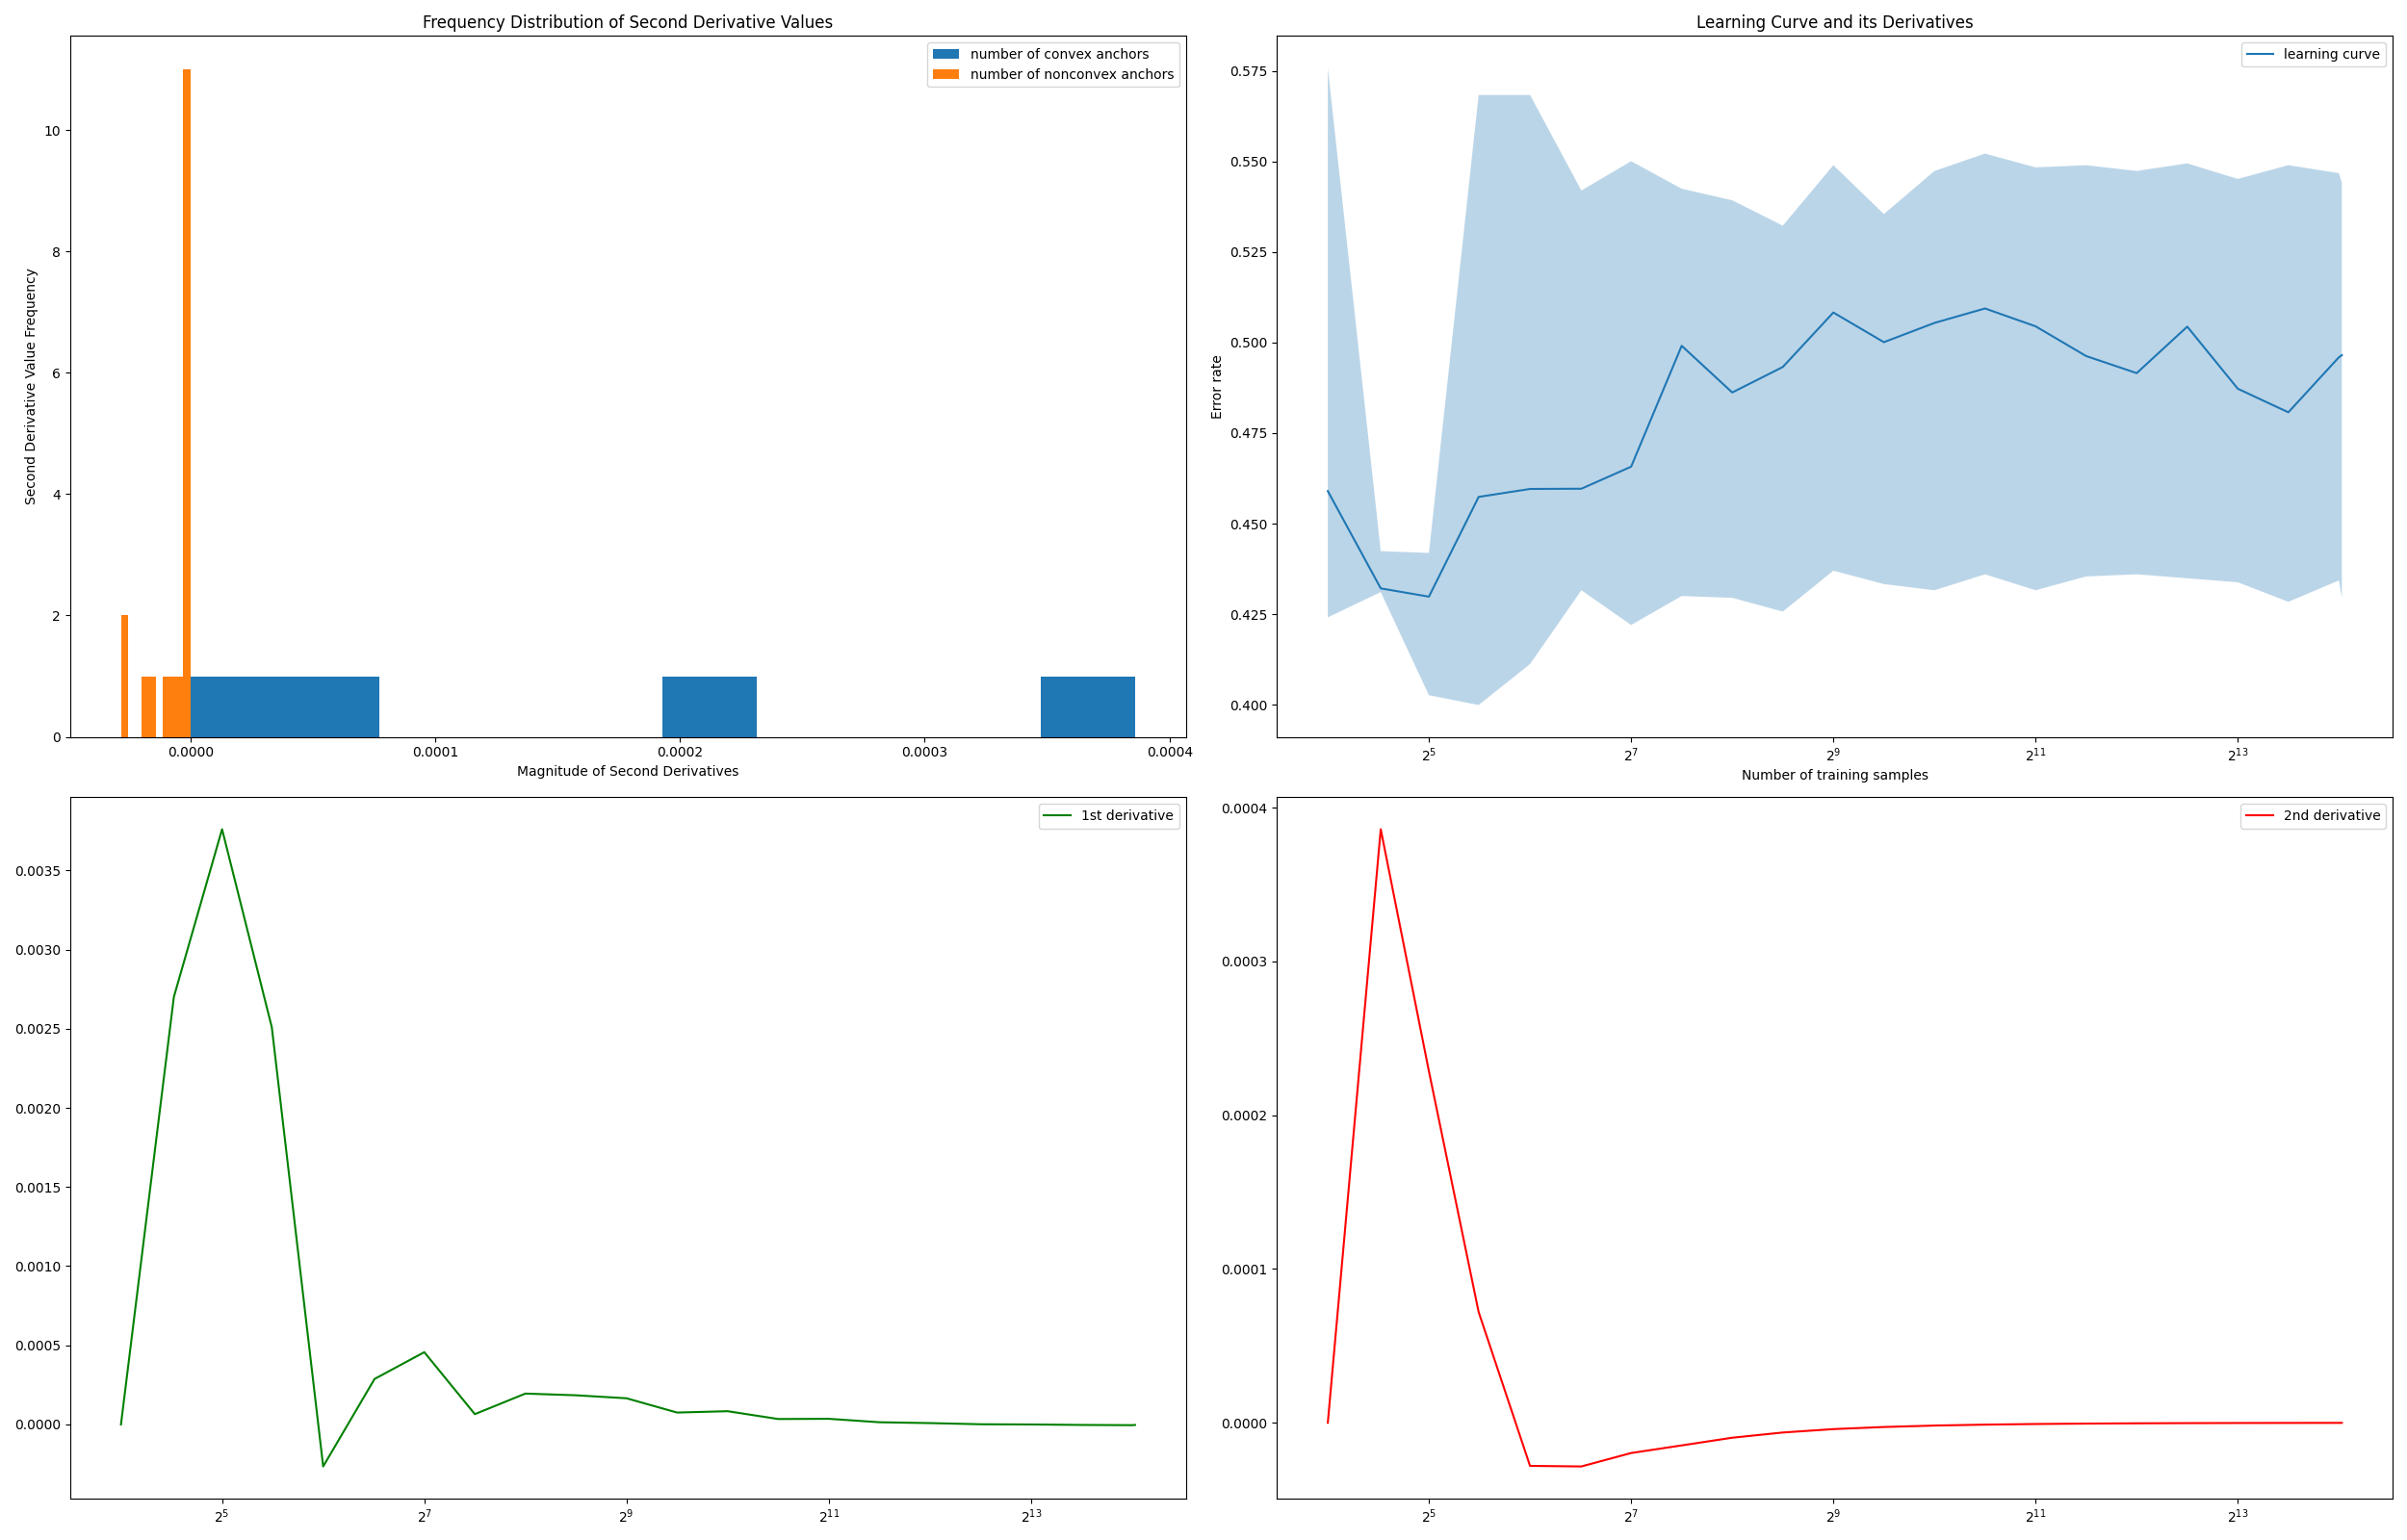 Frequency Distribution of Second Derivative Values
number of convex anchors
number of nonconvex anchors
Second Derivative Value Frequency
10
8
6
4
2
0
0.0000 0.0001 0.0002 0.0003 0.0004
Magnitude of Second Derivatives
Learning Curve and its Derivatives
learning curve
Error rate
0.575
0.550
0.525
0.500
0.475
0.450
0.425
0.400
2^5 2^7 2^9 2^11 2^13
Number of training samples
1st derivative
0.0035
0.0030
0.0025
0.0020
0.0015
0.0010
0.0005
0.0000
2^5 2^7 2^9 2^11 2^13
2nd derivative
0.0004
0.0003
0.0002
0.0001
0.0000
2^5 2^7 2^9 2^11 2^13